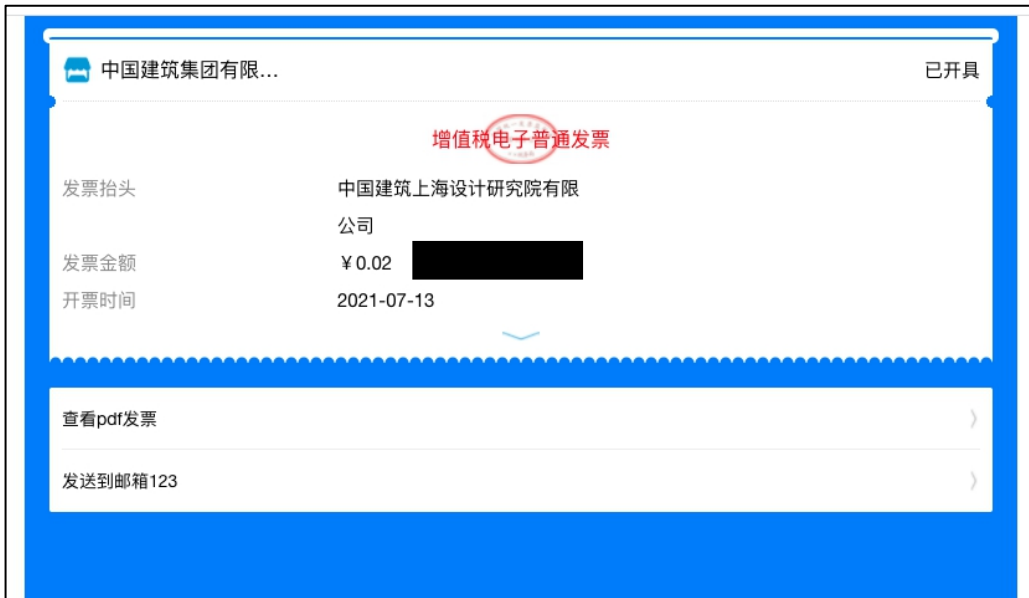 中国建筑集团有限...
已开具
增值税电子普通发票
发票抬头
中国建筑上海设计研究院有限
公司
发票金额
¥0.02
开票时间
2021-07-13
查看pdf发票
发送到邮箱123